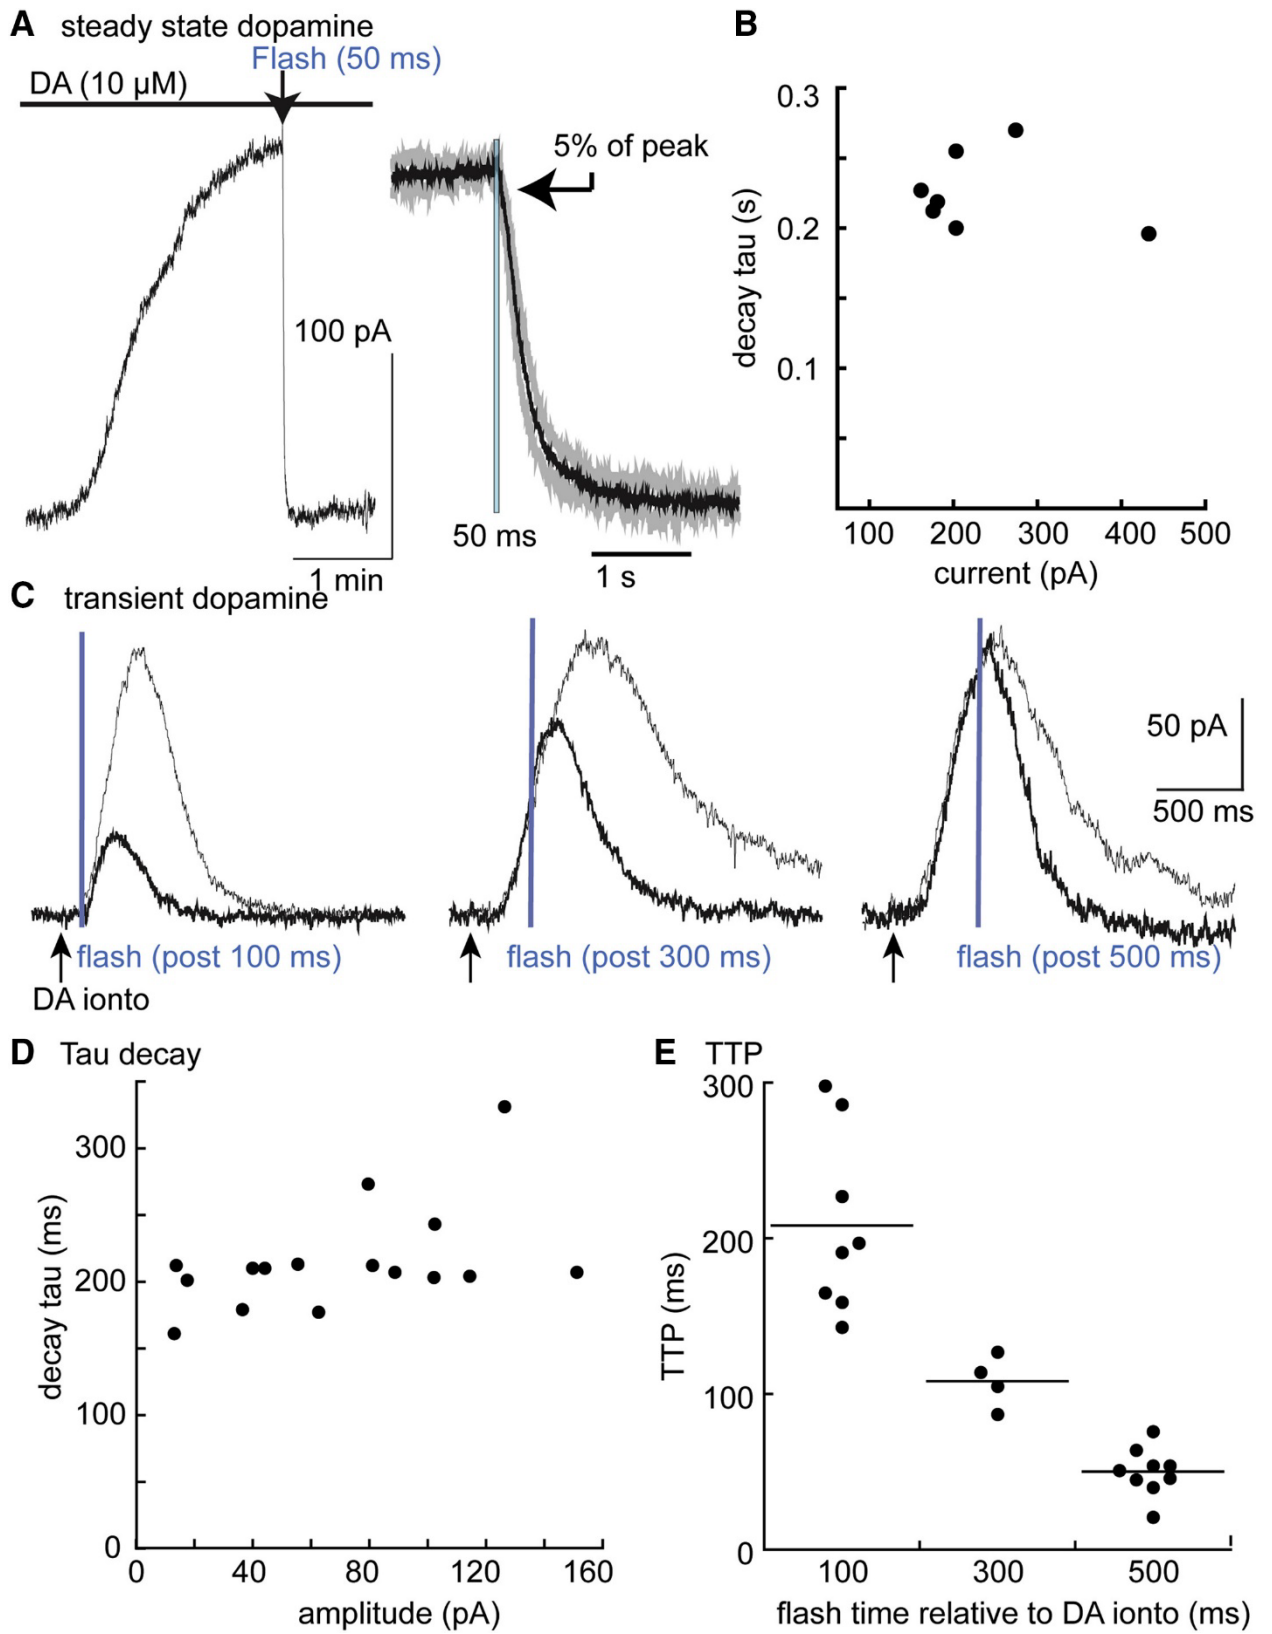 A steady state dopamine
Flash (50 ms)
DA (10 µM)
5% of peak
100 pA
50 ms
1 min
1 s
B
0.3
0.2
0.1
decay tau (s)
100 200 300 400 500
current (pA)
C transient dopamine
50 pA
500 ms
flash (post 100 ms)
flash (post 300 ms)
flash (post 500 ms)
DA ionto
D Tau decay
300
200
100
0
decay tau (ms)
0 40 80 120 160
amplitude (pA)
E TTP
300
200
100
0
TTP (ms)
100 300 500
flash time relative to DA ionto (ms)